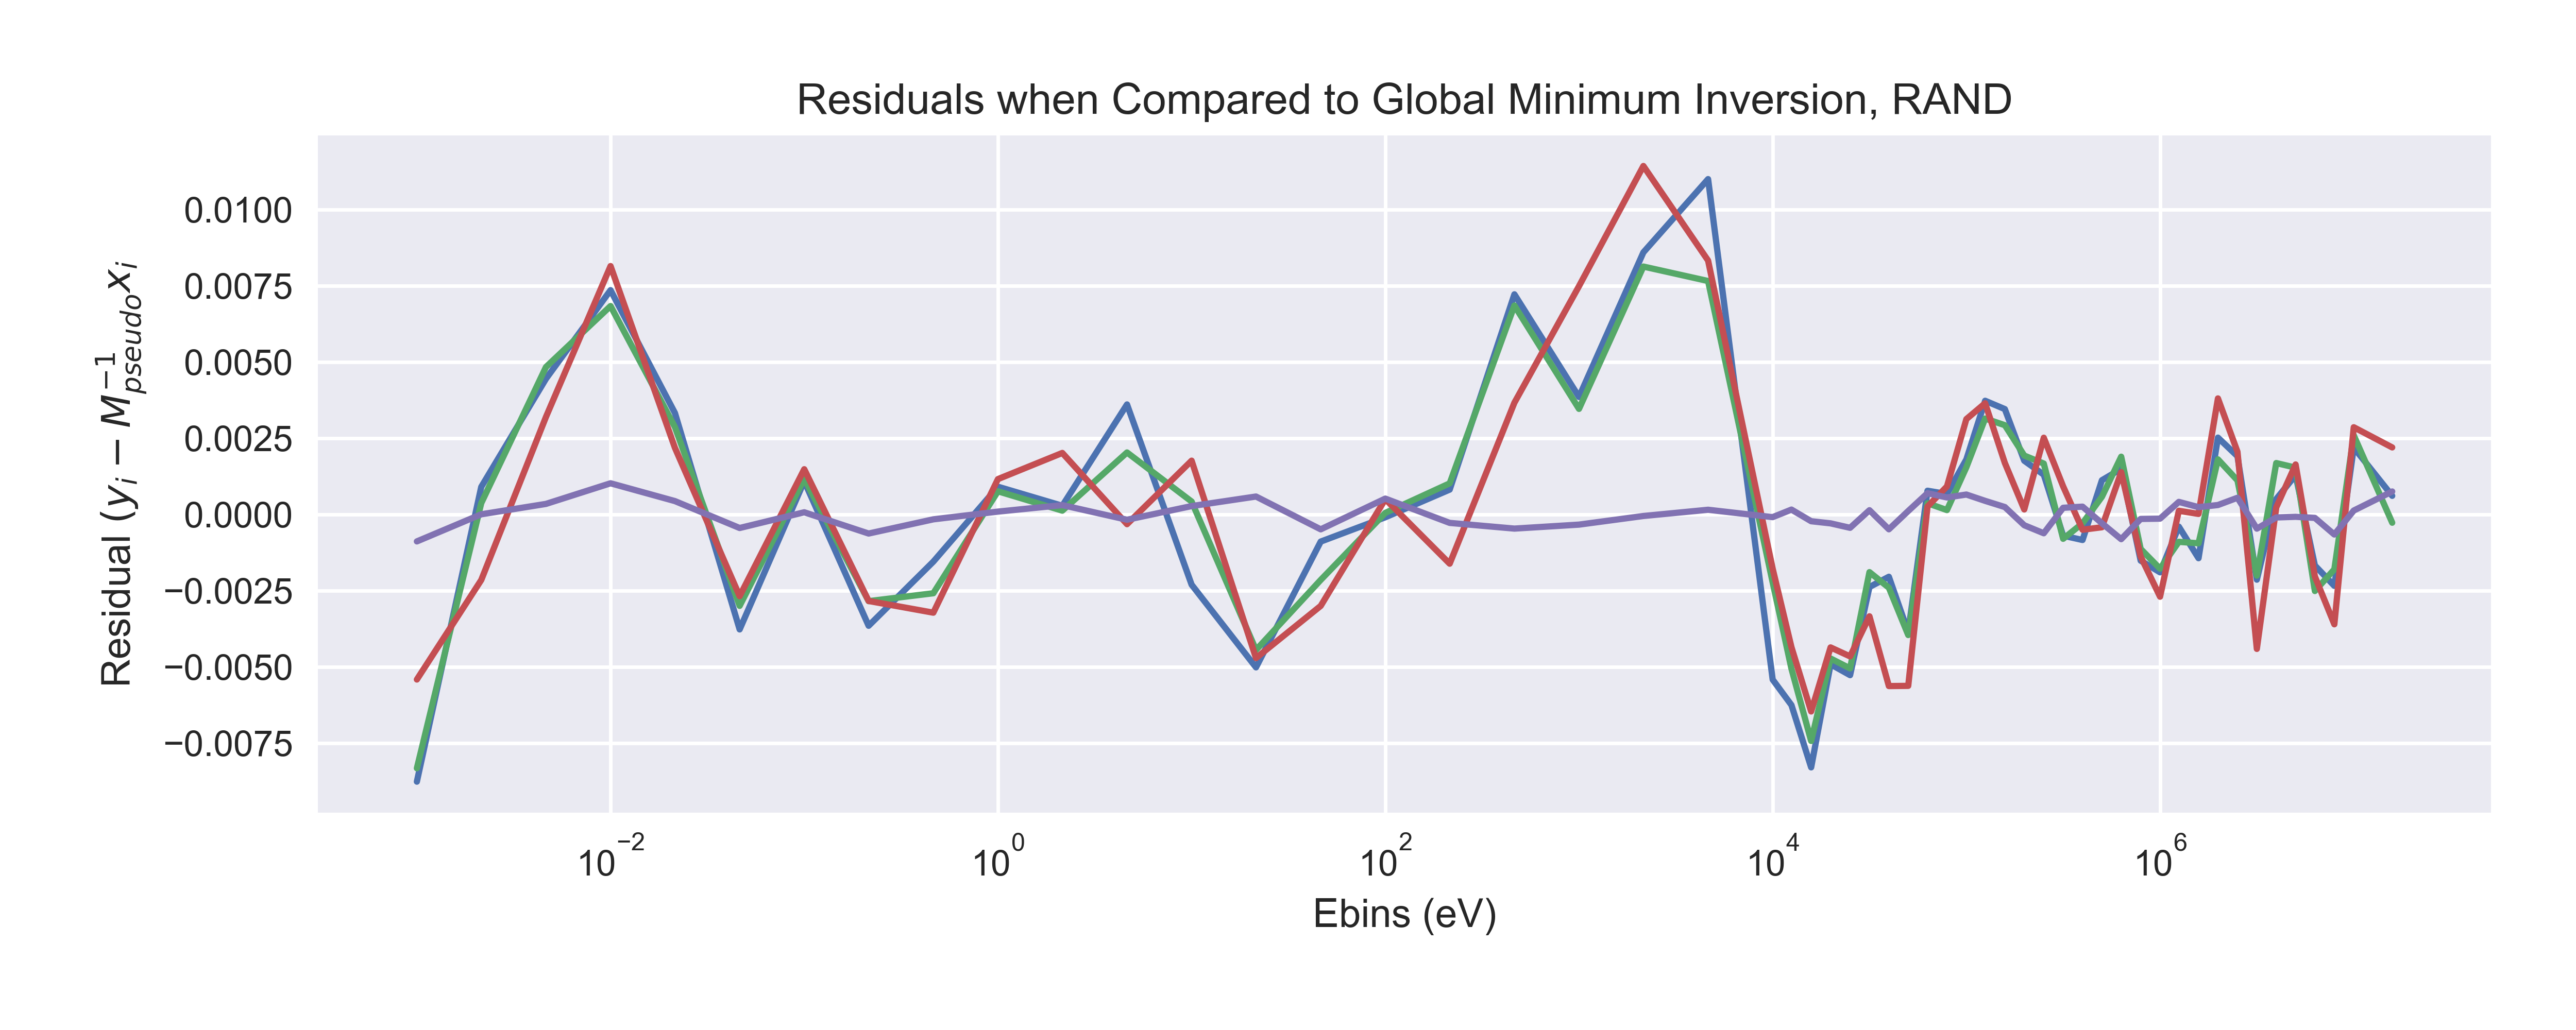 Residuals when Compared to Global Minimum Inversion, RAND
Residual (y_i − M_{pseudo}^{−1} x_i
0.0100
0.0075
0.0050
0.0025
0.0000
−0.0025
−0.0050
−0.0075
10^{−2} 10^{0} 10^{2} 10^{4} 10^{6}
Ebins (eV)